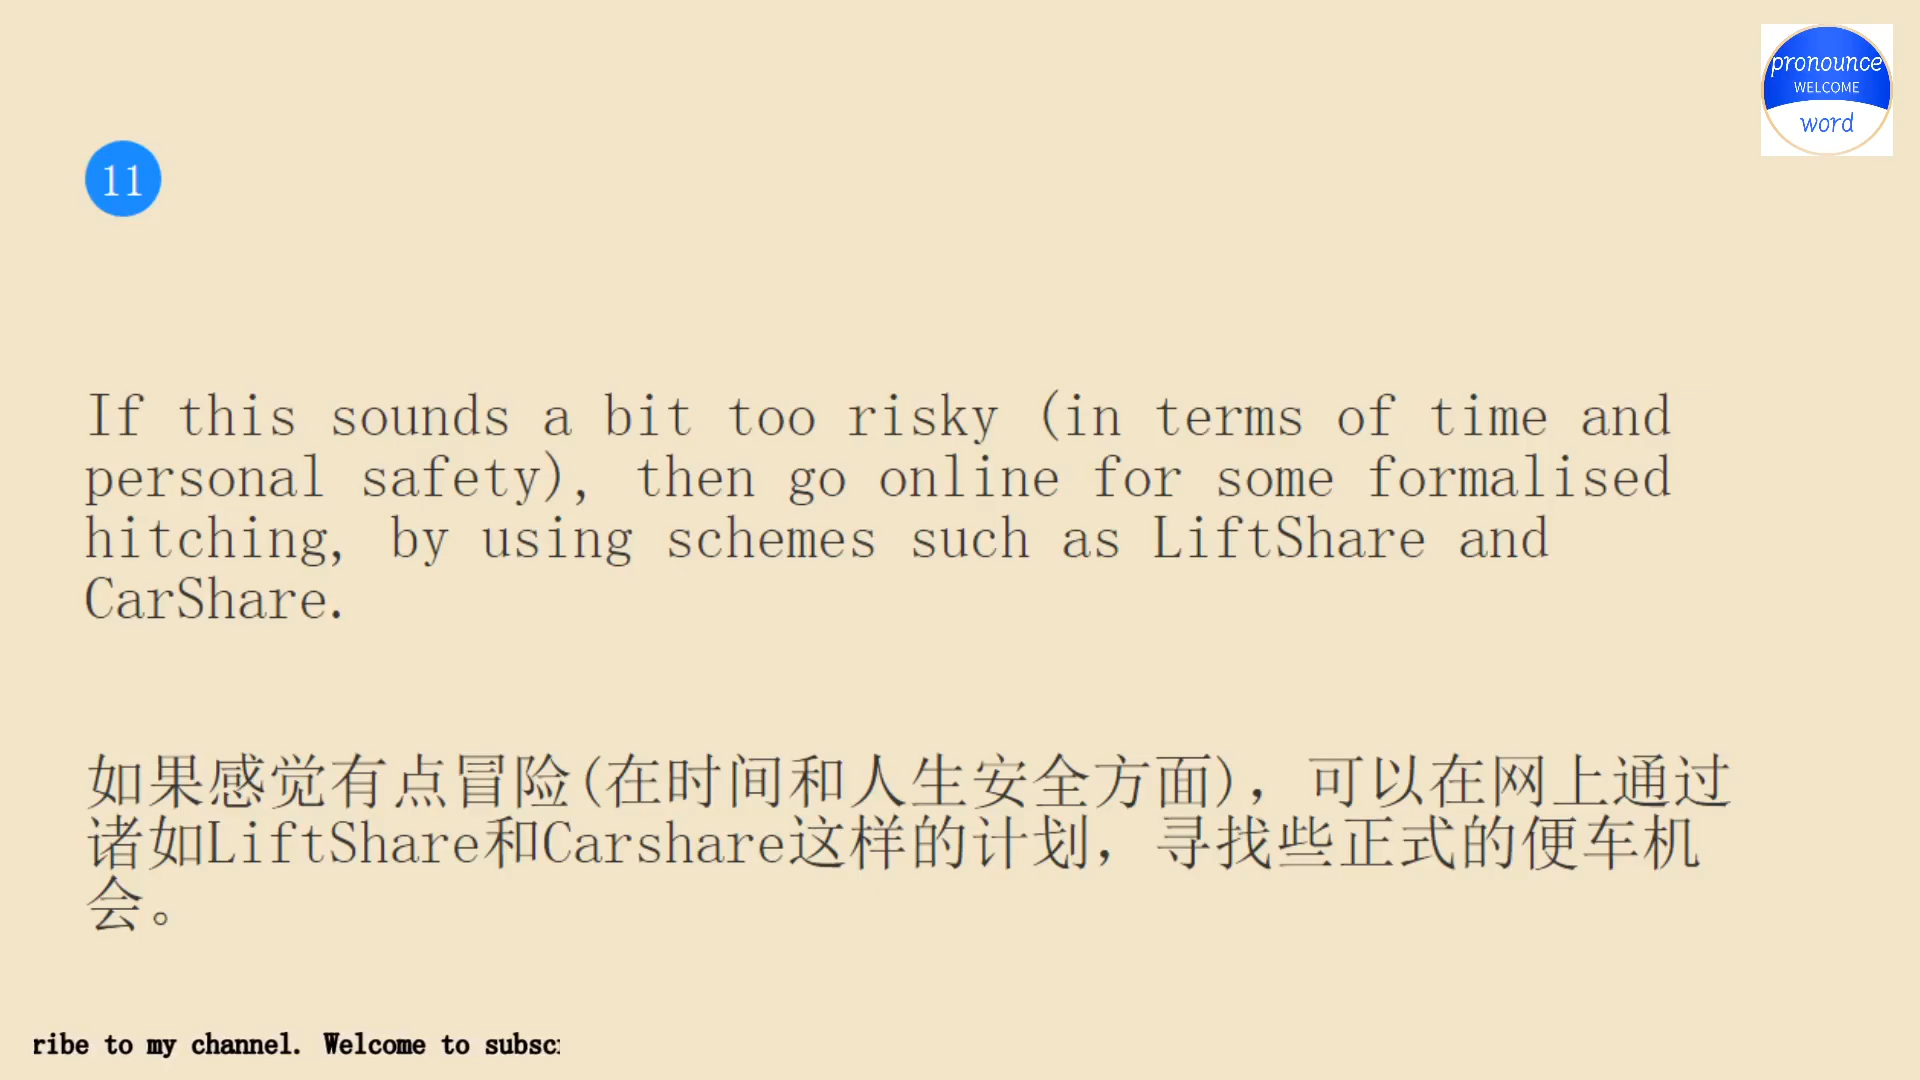 pronounce
WELCOME
word
11
If this sounds a bit too risky (in terms of time and
personal safety), then go online for some formalised
hitching, by using schemes such as LiftShare and
CarShare.
如果感觉有点冒险(在时间和人生安全方面)，可以在网上通过
诸如LiftShare和Carshare这样的计划，寻找些正式的便车机
会。
ribe to my channel. Welcome to subsc